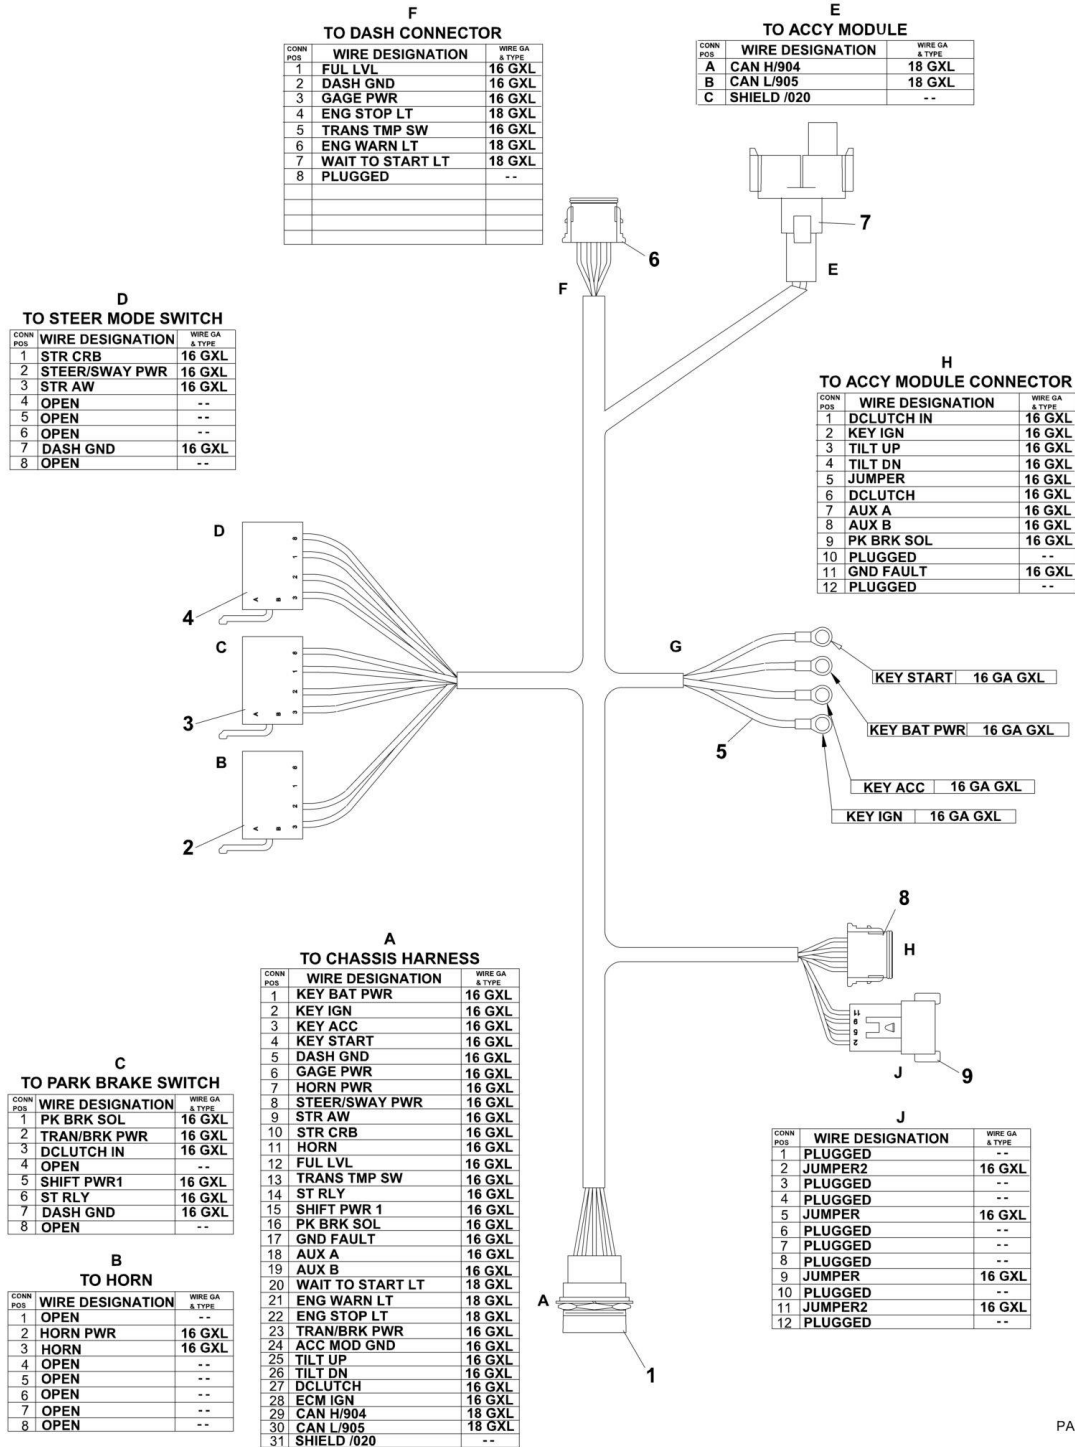 F
TO DASH CONNECTOR
CONN POS WIRE DESIGNATION WIRE GA & TYPE
1 FUL LVL 16 GXL
2 DASH GND 16 GXL
3 GAGE PWR 16 GXL
4 ENG STOP LT 18 GXL
5 TRANS TMP SW 16 GXL
6 ENG WARN LT 18 GXL
7 WAIT TO START LT 18 GXL
8 PLUGGED --
E
TO ACCY MODULE
CONN POS WIRE DESIGNATION WIRE GA & TYPE
A CAN H/904 18 GXL
B CAN L/905 18 GXL
C SHIELD /020 --
7
6
E
F
D
TO STEER MODE SWITCH
CONN POS WIRE DESIGNATION WIRE GA & TYPE
1 STR CRB 16 GXL
2 STEER/SWAY PWR 16 GXL
3 STR AW 16 GXL
4 OPEN --
5 OPEN --
6 OPEN --
7 DASH GND 16 GXL
8 OPEN --
H
TO ACCY MODULE CONNECTOR
CONN POS WIRE DESIGNATION WIRE GA & TYPE
1 DCLUTCH IN 16 GXL
2 KEY IGN 16 GXL
3 TILT UP 16 GXL
4 TILT DN 16 GXL
5 JUMPER 16 GXL
6 DCLUTCH 16 GXL
7 AUX A 16 GXL
8 AUX B 16 GXL
9 PK BRK SOL 16 GXL
10 PLUGGED --
11 GND FAULT 16 GXL
12 PLUGGED --
D
4
C
3
B
2
G
5
KEY START 16 GA GXL
KEY BAT PWR 16 GA GXL
KEY ACC 16 GA GXL
KEY IGN 16 GA GXL
8
H
11
9
5
2
J
9
A
TO CHASSIS HARNESS
CONN POS WIRE DESIGNATION WIRE GA & TYPE
1 KEY BAT PWR 16 GXL
2 KEY IGN 16 GXL
3 KEY ACC 16 GXL
4 KEY START 16 GXL
5 DASH GND 16 GXL
6 GAGE PWR 16 GXL
7 HORN PWR 16 GXL
8 STEER/SWAY PWR 16 GXL
9 STR AW 16 GXL
10 STR CRB 16 GXL
11 HORN 16 GXL
12 FUL LVL 16 GXL
13 TRANS TMP SW 16 GXL
14 ST RLY 16 GXL
15 SHIFT PWR 1 16 GXL
16 PK BRK SOL 16 GXL
17 GND FAULT 16 GXL
18 AUX A 16 GXL
19 AUX B 16 GXL
20 WAIT TO START LT 18 GXL
21 ENG WARN LT 18 GXL
22 ENG STOP LT 18 GXL
23 TRAN/BRK PWR 16 GXL
24 ACC MOD GND 16 GXL
25 TILT UP 16 GXL
26 TILT DN 16 GXL
27 DCLUTCH 16 GXL
28 ECM IGN 16 GXL
29 CAN H/904 18 GXL
30 CAN L/905 18 GXL
31 SHIELD /020 --
C
TO PARK BRAKE SWITCH
CONN POS WIRE DESIGNATION WIRE GA & TYPE
1 PK BRK SOL 16 GXL
2 TRAN/BRK PWR 16 GXL
3 DCLUTCH IN 16 GXL
4 OPEN --
5 SHIFT PWR1 16 GXL
6 ST RLY 16 GXL
7 DASH GND 16 GXL
8 OPEN --
B
TO HORN
CONN POS WIRE DESIGNATION WIRE GA & TYPE
1 OPEN --
2 HORN PWR 16 GXL
3 HORN 16 GXL
4 OPEN --
5 OPEN --
6 OPEN --
7 OPEN --
8 OPEN --
A
1
J
CONN POS WIRE DESIGNATION WIRE GA & TYPE
1 PLUGGED --
2 JUMPER2 16 GXL
3 PLUGGED --
4 PLUGGED --
5 JUMPER 16 GXL
6 PLUGGED --
7 PLUGGED --
8 PLUGGED --
9 JUMPER 16 GXL
10 PLUGGED --
11 JUMPER2 16 GXL
12 PLUGGED --
PA